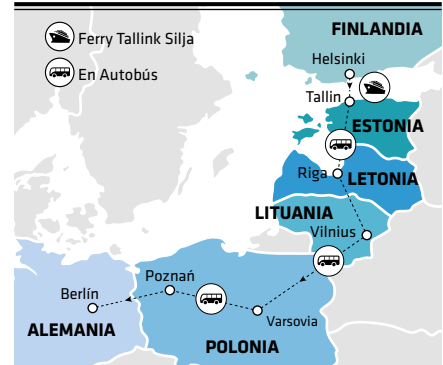 FINLANDIA
Ferry Tallink Silja
Helsinki
En Autobús
Tallin
ESTONIA
Riga
LETONIA
LITUANIA
Vilnius
Poznań
Berlín
Varsovia
ALEMANIA
POLONIA